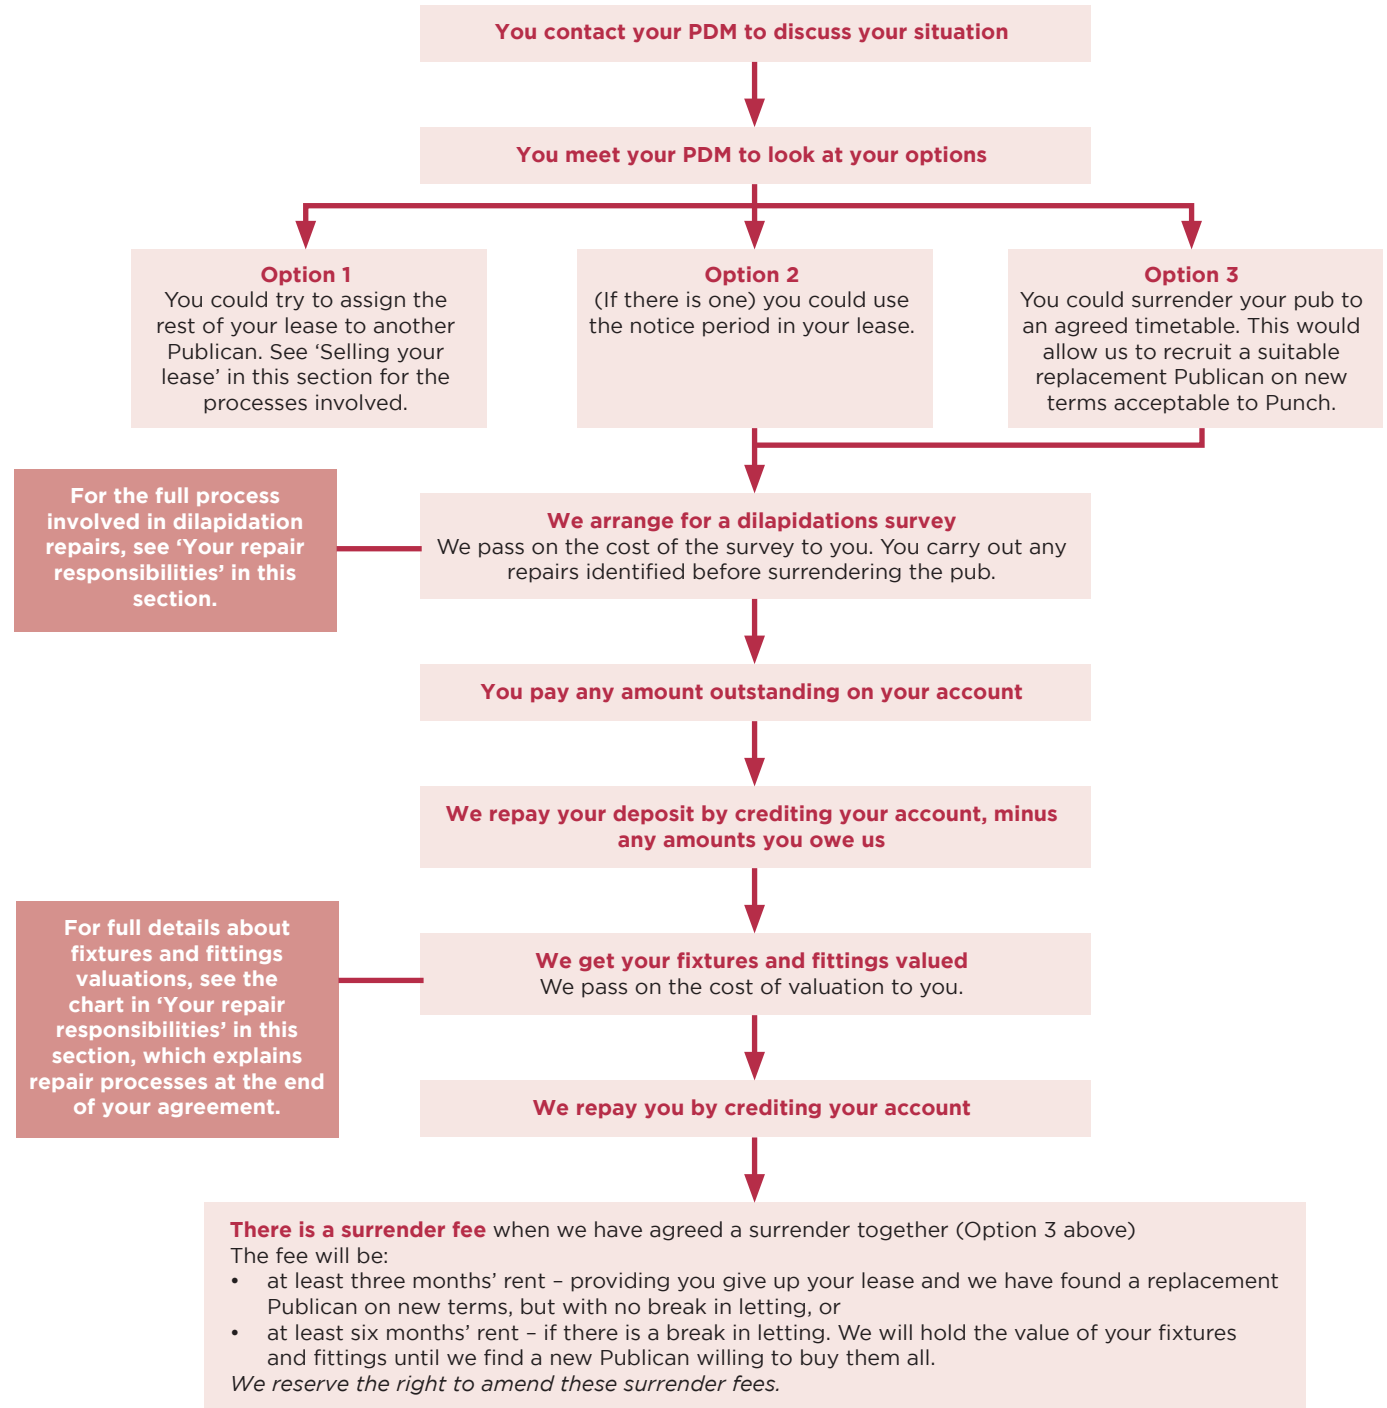 You contact your PDM to discuss your situation
You meet your PDM to look at your options
Option 1
You could try to assign the
rest of your lease to another
Publican. See ‘Selling your
lease’ in this section for the
processes involved.
Option 2
(If there is one) you could use
the notice period in your lease.
Option 3
You could surrender your pub to
an agreed timetable. This would
allow us to recruit a suitable
replacement Publican on new
terms acceptable to Punch.
For the full process
involved in dilapidation
repairs, see ‘Your repair
responsibilities’ in this
section.
We arrange for a dilapidations survey
We pass on the cost of the survey to you. You carry out any
repairs identified before surrendering the pub.
You pay any amount outstanding on your account
We repay your deposit by crediting your account, minus
any amounts you owe us
For full details about
fixtures and fittings
valuations, see the
chart in ‘Your repair
responsibilities’ in this
section, which explains
repair processes at the end
of your agreement.
We get your fixtures and fittings valued
We pass on the cost of valuation to you.
We repay you by crediting your account
There is a surrender fee when we have agreed a surrender together (Option 3 above)
The fee will be:
• at least three months’ rent – providing you give up your lease and we have found a replacement
Publican on new terms, but with no break in letting, or
• at least six months’ rent – if there is a break in letting. We will hold the value of your fixtures
and fittings until we find a new Publican willing to buy them all.
We reserve the right to amend these surrender fees.